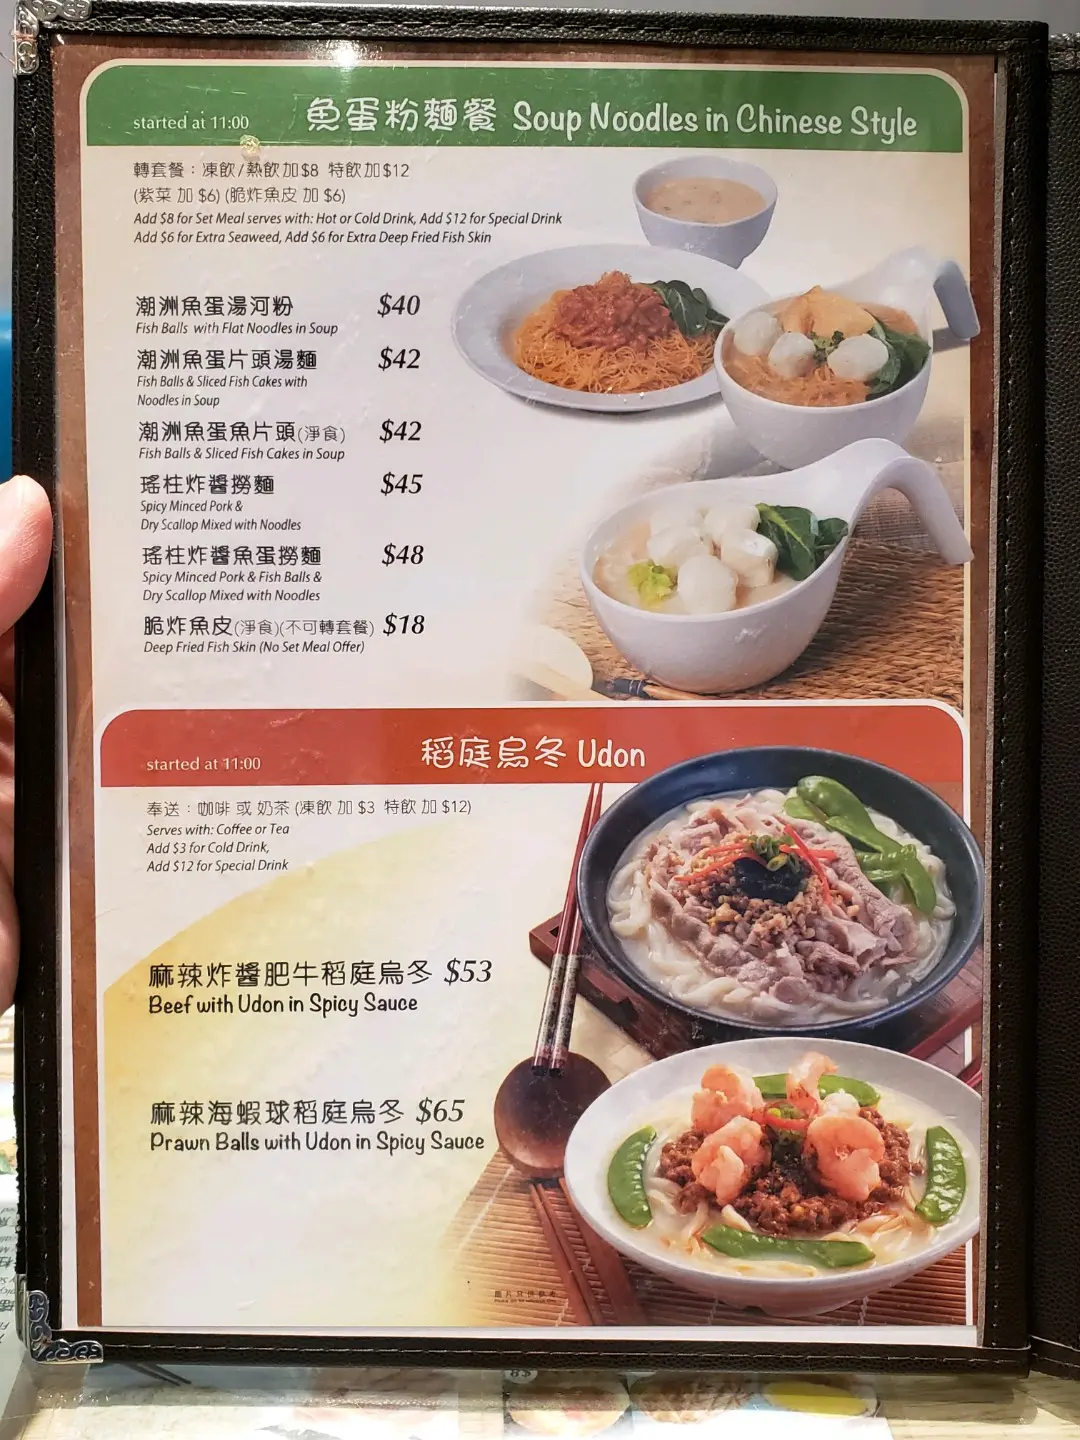 started at 11:00 魚蛋粉麵餐 Soup Noodles in Chinese Style
轉套餐：凍飲/熱飲加$8 特飲加$12
(紫菜 加 $6) (脆炸魚皮 加 $6)
Add $8 for Set Meal serves with: Hot or Cold Drink, Add $12 for Special Drink
Add $6 for Extra Seaweed, Add $6 for Extra Deep Fried Fish Skin
潮洲魚蛋湯河粉 $40
Fish Balls with Flat Noodles in Soup
潮洲魚蛋片頭湯麵 $42
Fish Balls & Sliced Fish Cakes with
Noodles in Soup
潮洲魚蛋魚片頭(淨食) $42
Fish Balls & Sliced Fish Cakes in Soup
瑤柱炸醬撈麵 $45
Spicy Minced Pork &
Dry Scallop Mixed with Noodles
瑤柱炸醬魚蛋撈麵 $48
Spicy Minced Pork & Fish Balls &
Dry Scallop Mixed with Noodles
脆炸魚皮(淨食)(不可轉套餐) $18
Deep Fried Fish Skin (No Set Meal Offer)
started at 11:00 稻庭烏冬 Udon
奉送：咖啡 或 奶茶 (凍飲 加 $3 特飲 加 $12)
Serves with: Coffee or Tea
Add $3 for Cold Drink,
Add $12 for Special Drink
麻辣炸醬肥牛稻庭烏冬 $53
Beef with Udon in Spicy Sauce
麻辣海蝦球稻庭烏冬 $65
Prawn Balls with Udon in Spicy Sauce
圖片只供參考